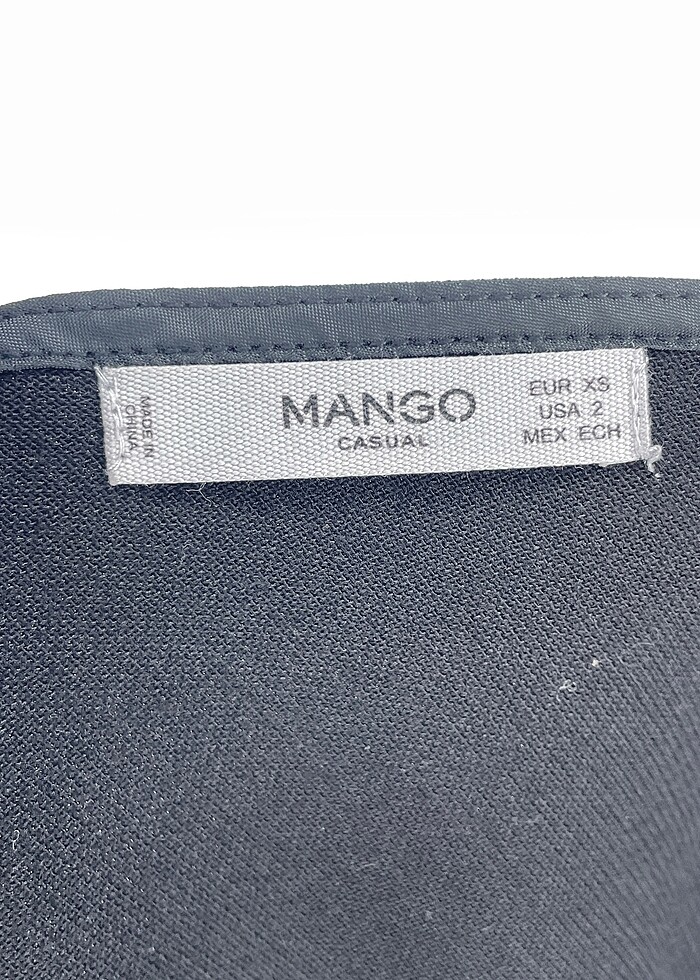 MADE IN
CHINA
MANGO
CASUAL
EUR XS
USA 2
MEX ECH